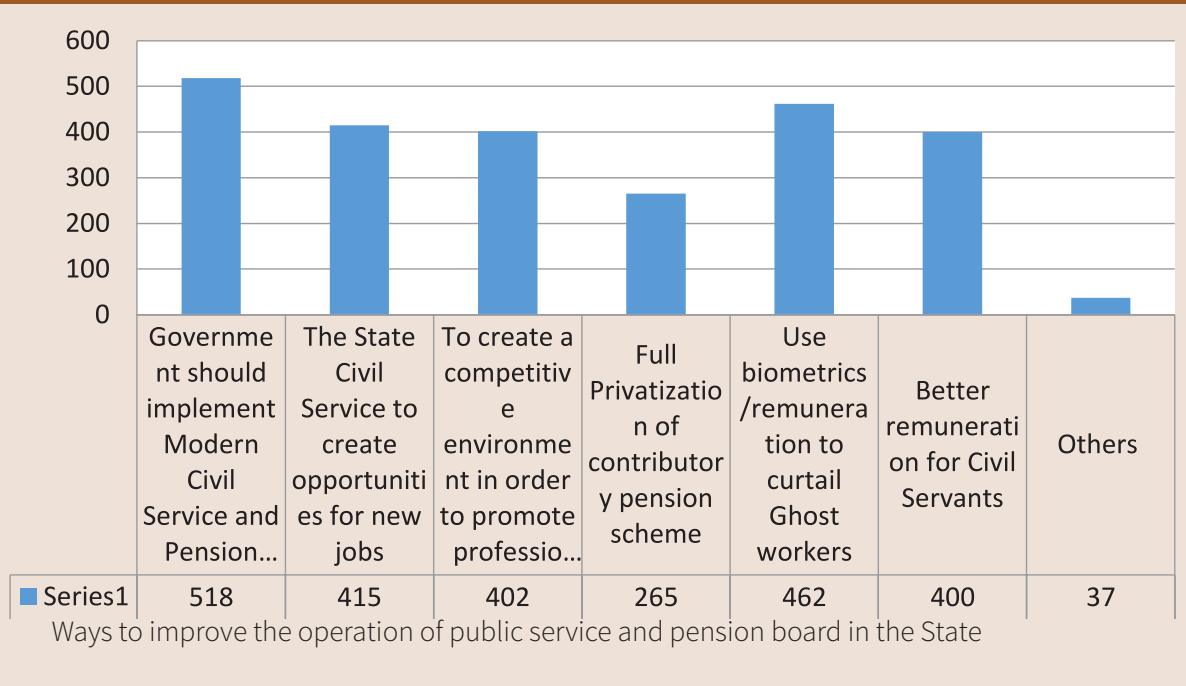 600
500
400
300
200
100
0
Governme
nt should
implement
Modern
Civil
Service and
Pension...
The State
Civil
Service to
create
opportuniti
es for new
jobs
To create a
competitiv
e
environme
nt in order
to promote
professio...
Full
Privatizatio
n of
contributor
y pension
scheme
Use
biometrics
/remunera
tion to
curtail
Ghost
workers
Better
remunerati
on for Civil
Servants
Others
Series1 518 415 402 265 462 400 37
Ways to improve the operation of public service and pension board in the State